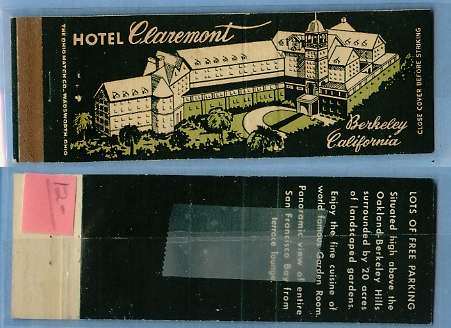 HOTEL Claremont
THE OHIO MATCH CO., WADSWORTH, OHIO
Berkeley
California
CLOSE COVER BEFORE STRIKING
12-
LOTS OF FREE PARKING
Situated high above the
Oakland-Berkeley Hills
surrounded by 20 acres
of landscaped gardens.
Enjoy the fine cuisine of
world famous Garden Room.
Panoramic view of entire
San Francisco Bay from
terrace lounge.